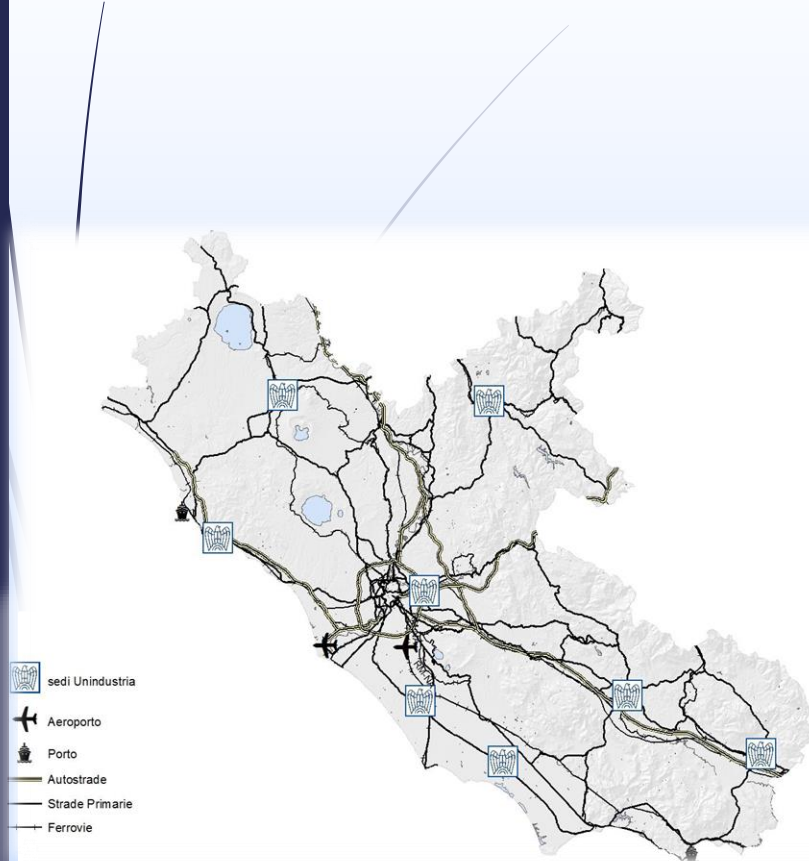 sedi Unindustria
Aeroporto
Porto
Autostrade
Strade Primarie
Ferrovie